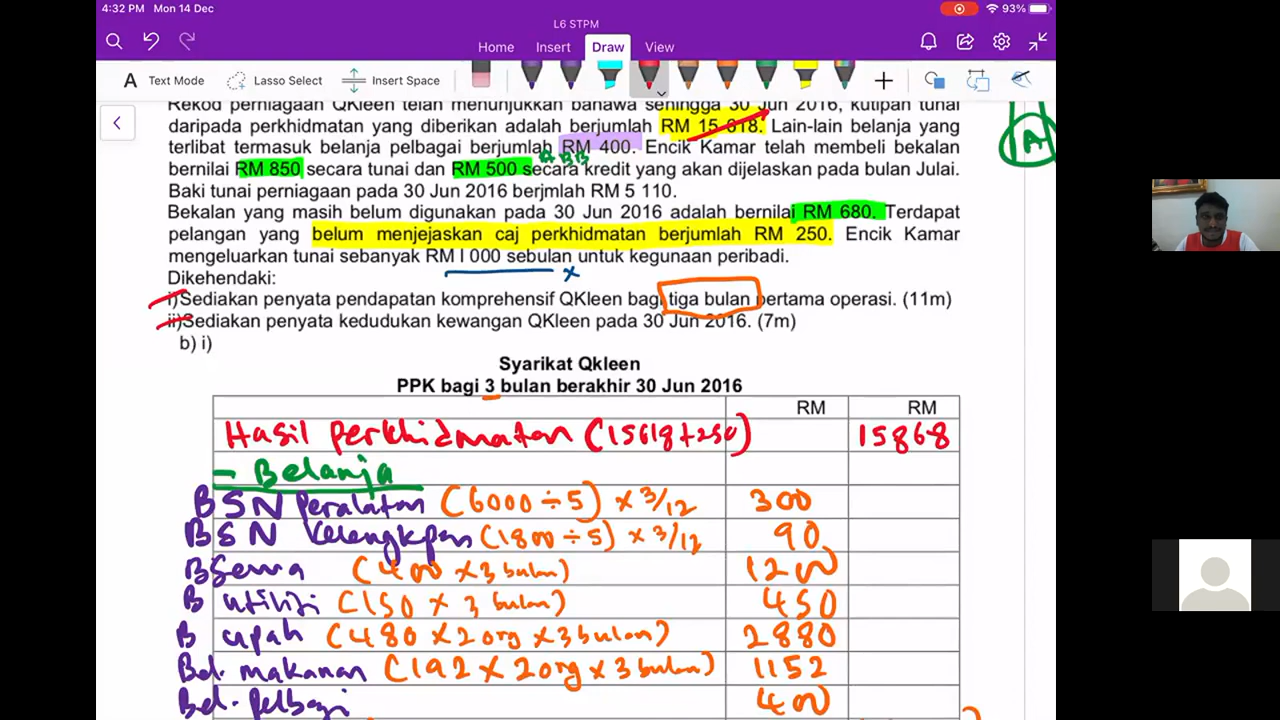 4:32 PM Mon 14 Dec
93%
L6 STPM
Home Insert Draw View
A Text Mode Lasso Select Insert Space
Rekod perniagaan QKleen telah menunjukkan bahawa sehingga 30 Jun 2016, kutipan tunai
daripada perkhidmatan yang diberikan adalah berjumlah RM 15 618. Lain-lain belanja yang
terlibat termasuk belanja pelbagai berjumlah RM 400. Encik Kamar telah membeli bekalan
A BB
bernilai RM 850 secara tunai dan RM 500 secara kredit yang akan dijelaskan pada bulan Julai.
Baki tunai perniagaan pada 30 Jun 2016 berjmlah RM 5 110.
Bekalan yang masih belum digunakan pada 30 Jun 2016 adalah bernilai RM 680. Terdapat
pelangan yang belum menjejaskan caj perkhidmatan berjumlah RM 250. Encik Kamar
mengeluarkan tunai sebanyak RM I 000 sebulan untuk kegunaan peribadi.
x
Dikehendaki:
i)Sediakan penyata pendapatan komprehensif QKleen bagi tiga bulan pertama operasi. (11m)
ii)Sediakan penyata kedudukan kewangan QKleen pada 30 Jun 2016. (7m)
b) i)
A
Syarikat Qkleen
PPK bagi 3 bulan berakhir 30 Jun 2016
RM RM
Hasil perkhidmatan (15618+250) 15868
- Belanja
BSN Peralatan (6000 ÷ 5) x 3/12 300
BSN Kelengkapan (1800 ÷ 5) x 3/12 90
B Sewa (400 x 3 bulan) 1200
B utiliti (150 x 3 bulan) 450
B upah (480 x 2 org x 3 bulan) 2880
Bel. makanan (192 x 2 org x 3 bulan) 1152
Bel. pelbagai 400